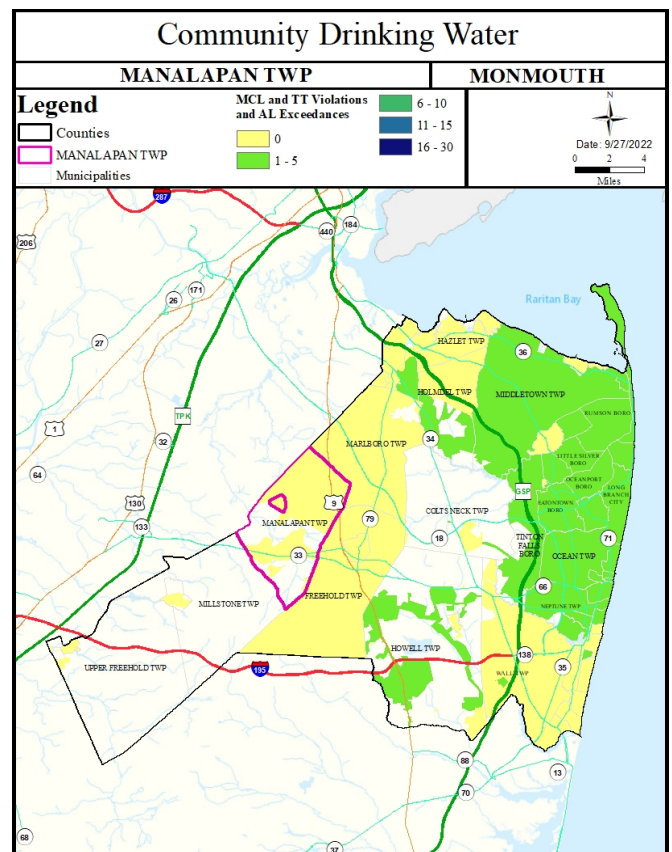 Community Drinking Water
MANALAPAN TWP
MONMOUTH
Legend
Counties
MANALAPAN TWP
Municipalities
MCL and TT Violations
and AL Exceedances
0
1 - 5
6 - 10
11 - 15
16 - 30
N
Date: 9/27/2022
0 2 4
Miles
287
206
440
184
171
26
27
Raritan Bay
HAZLET TWP
36
HOLMDEL TWP
MIDDLETOWN TWP
RUMSON BORO
TPK
1
32
MARLBORO TWP
34
LITTLE SILVER
BORO
64
OCEANPORT
BORO
LONG
BRANCH
CITY
GSP
EATONTOWN
BORO
130
9
133
MANALAPAN TWP
79
COLTS NECK TWP
18
TINTON
FALLS
BORO
71
OCEAN TWP
33
66
FREEHOLD TWP
MILLSTONE TWP
NEPTUNE TWP
HOWELL TWP
138
35
UPPER FREEHOLD TWP
195
WALL TWP
88
13
70
68
37